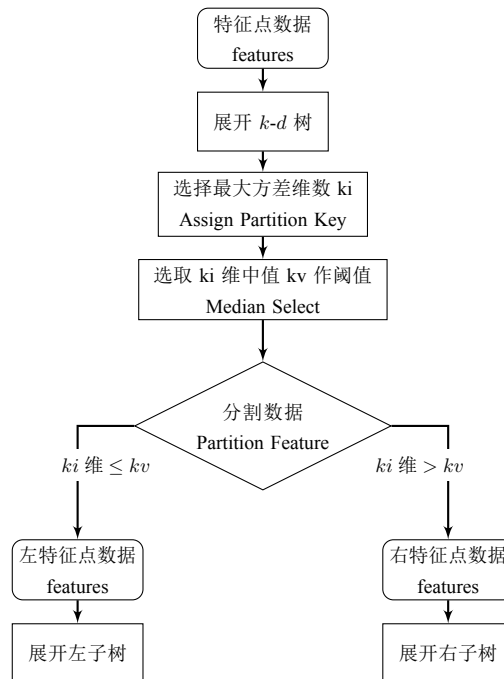 特征点数据
features
展开 k-d 树
选择最大方差维数 ki
Assign Partition Key
选取 ki 维中值 kv 作阈值
Median Select
分割数据
Partition Feature
ki 维 ≤ kv
ki 维 > kv
左特征点数据
features
右特征点数据
features
展开左子树
展开右子树